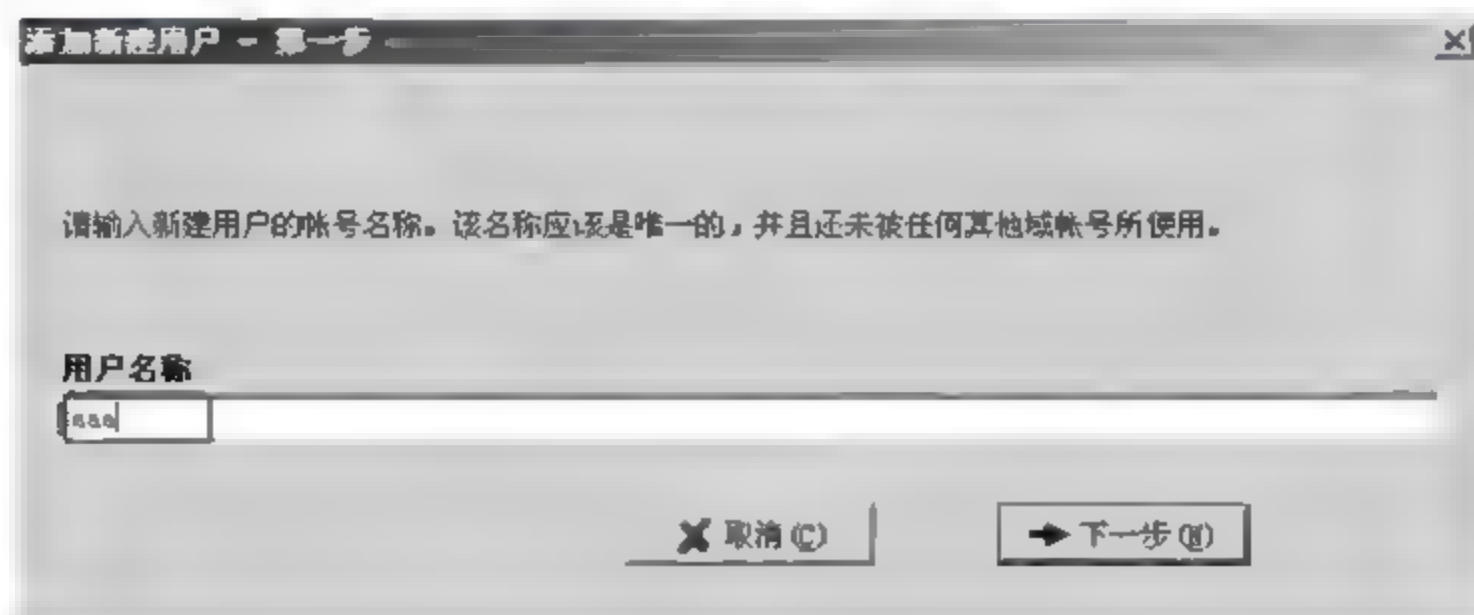 添加新建用户 - 第一步
请输入新建用户的帐号名称。该名称应该是唯一的，并且还未被任何其他域帐号所使用。
用户名称
aaa
取消(C) 下一步(N)